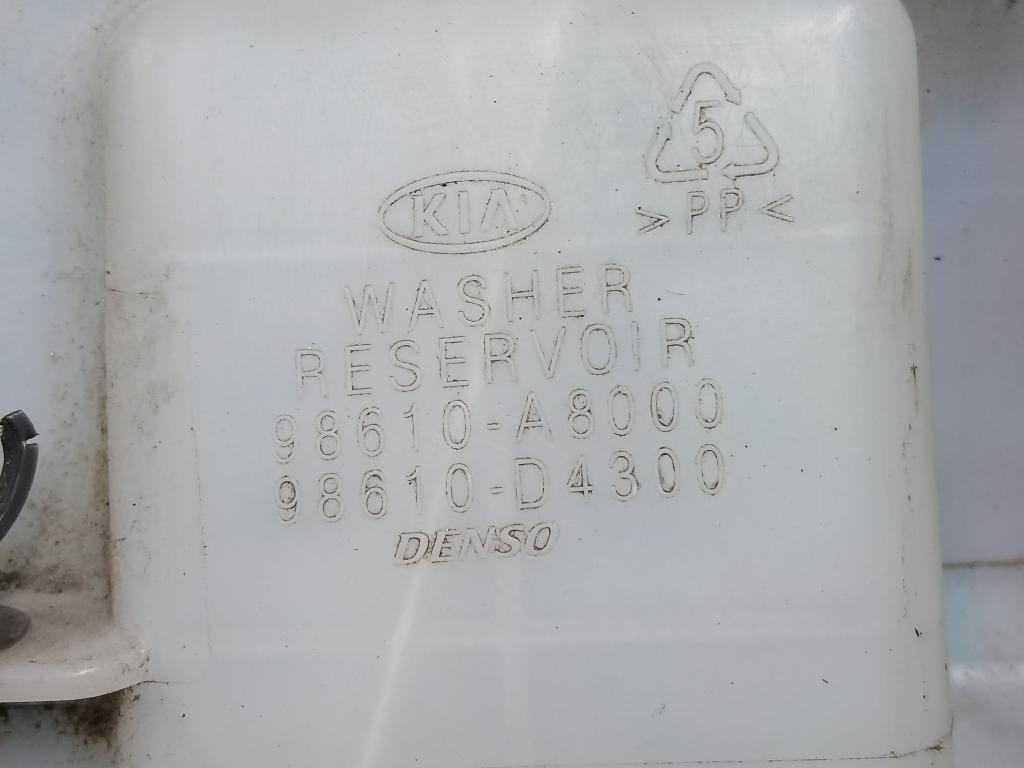 5
>PP<
KIA
WASHER
RESERVOIR
98610-A8000
98610-D4300
DENSO